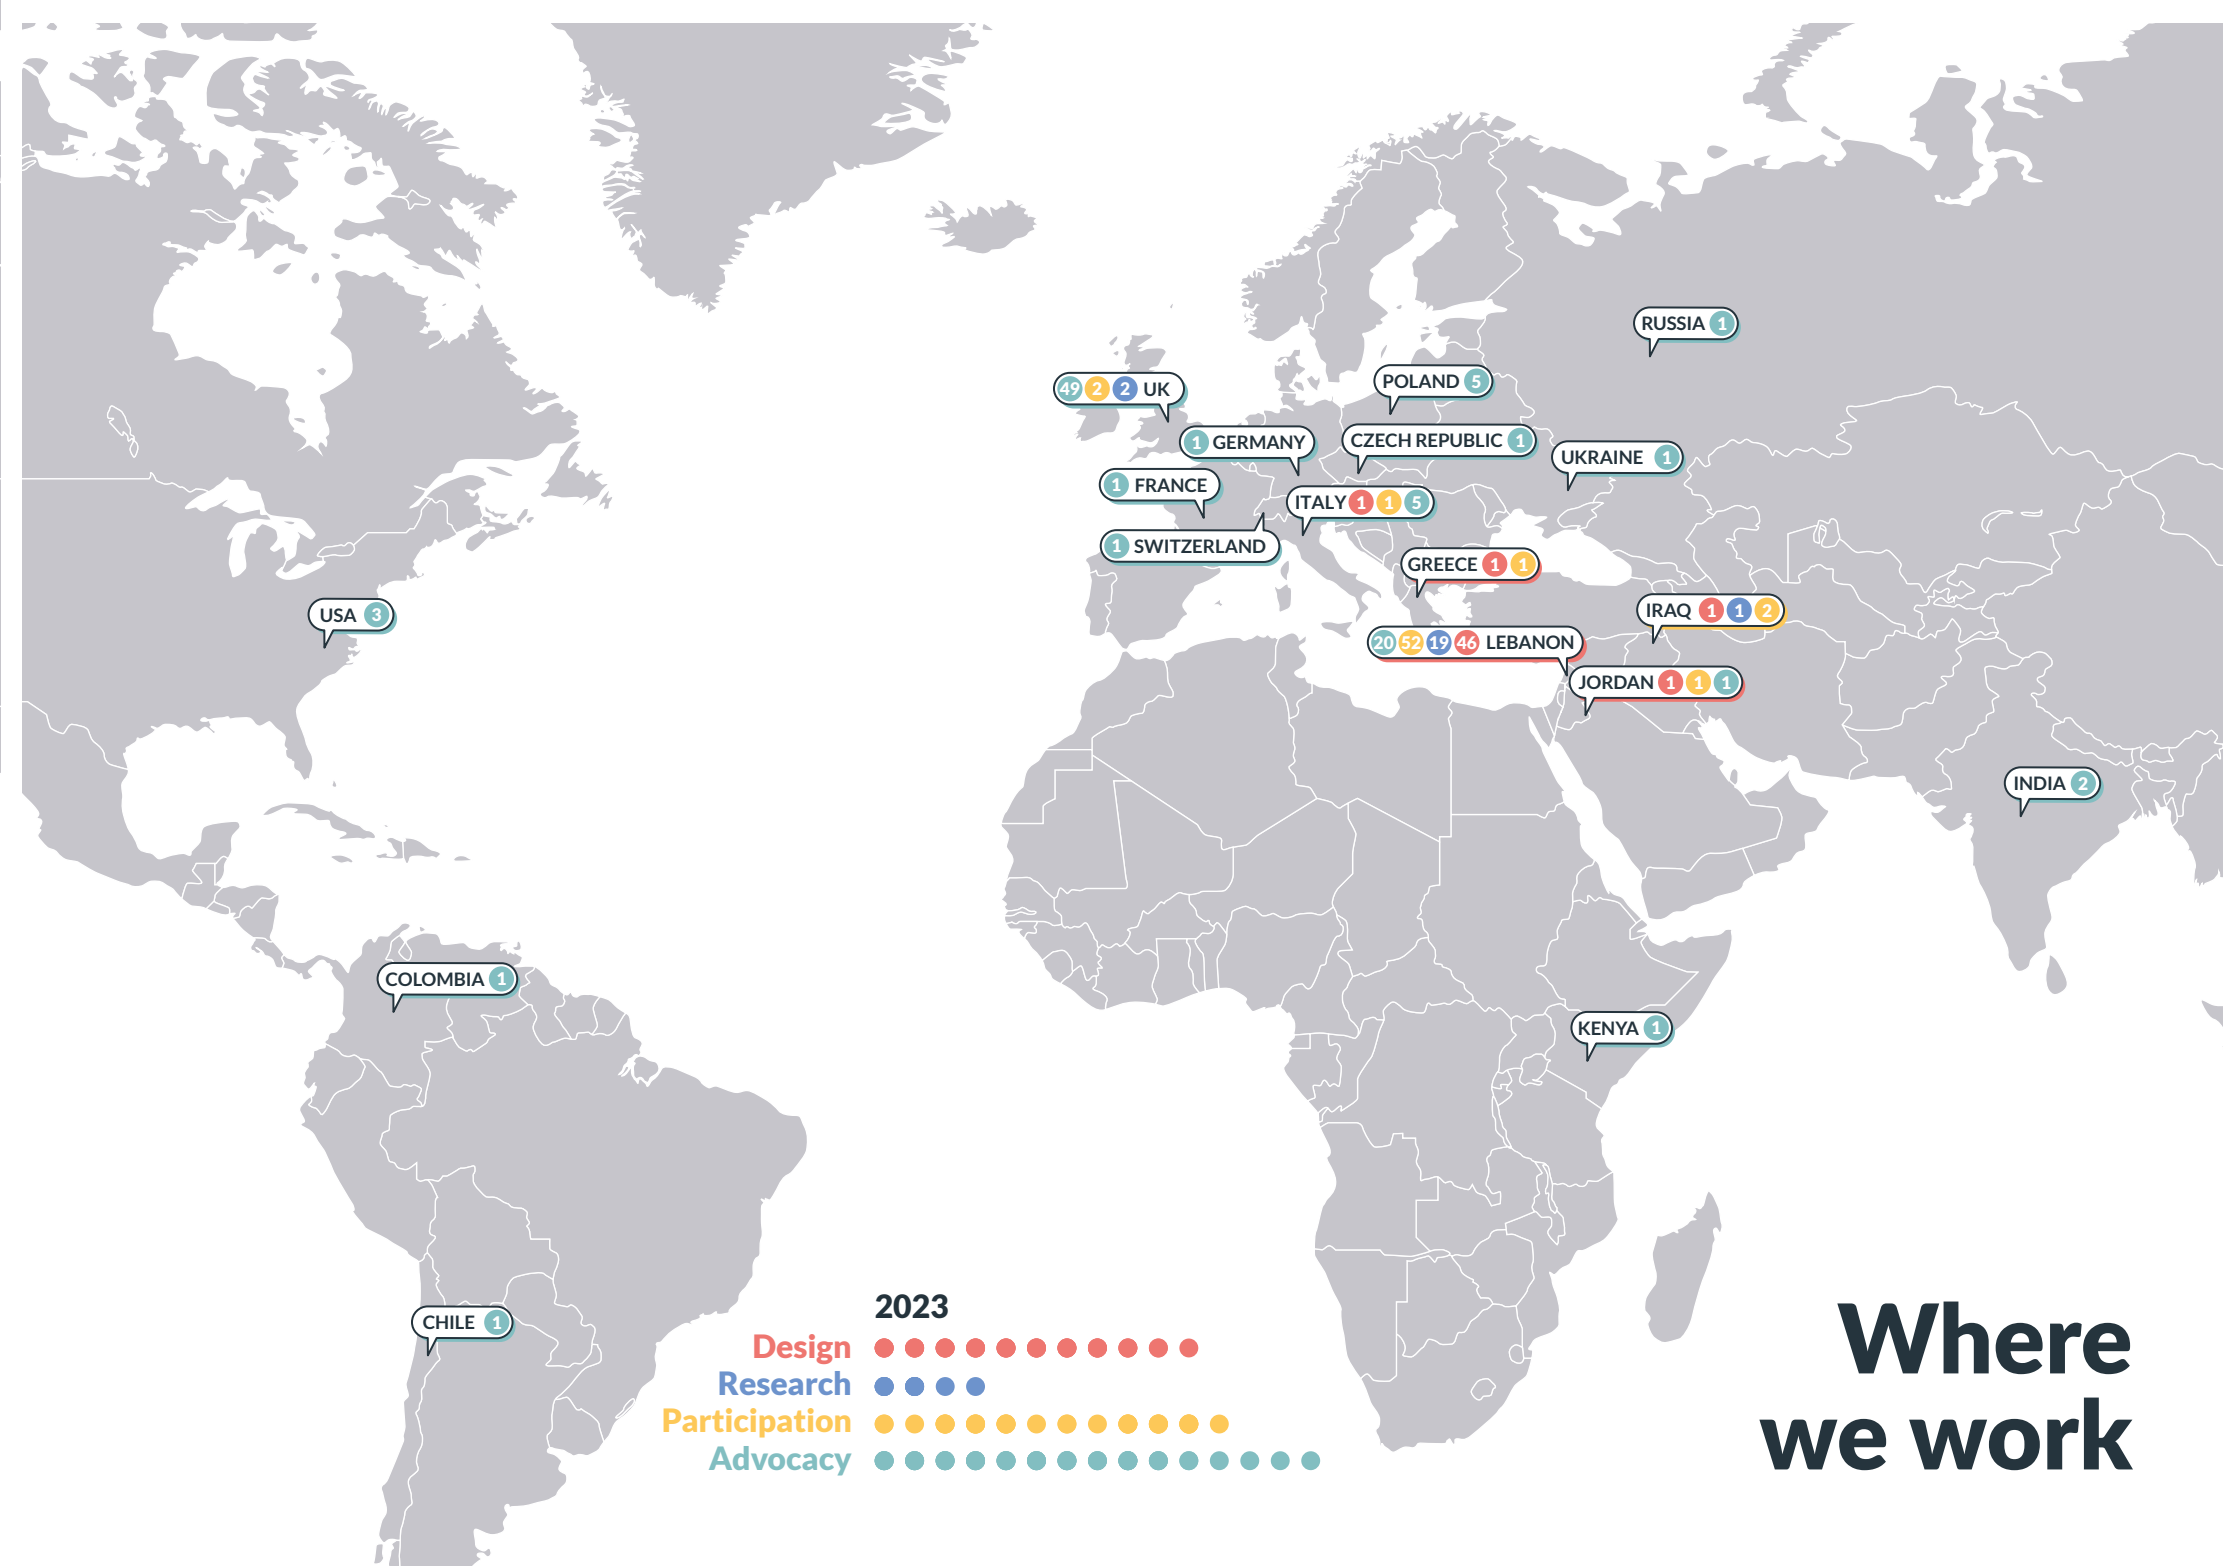 RUSSIA 1
49 2 2 UK
POLAND 5
1 GERMANY
CZECH REPUBLIC 1
UKRAINE 1
1 FRANCE
ITALY 1 1 5
1 SWITZERLAND
GREECE 1 1
USA 3
IRAQ 1 1 2
20 52 19 46 LEBANON
JORDAN 1 1 1
INDIA 2
COLOMBIA 1
KENYA 1
CHILE 1
2023
Design
Research
Participation
Advocacy
Where
we work